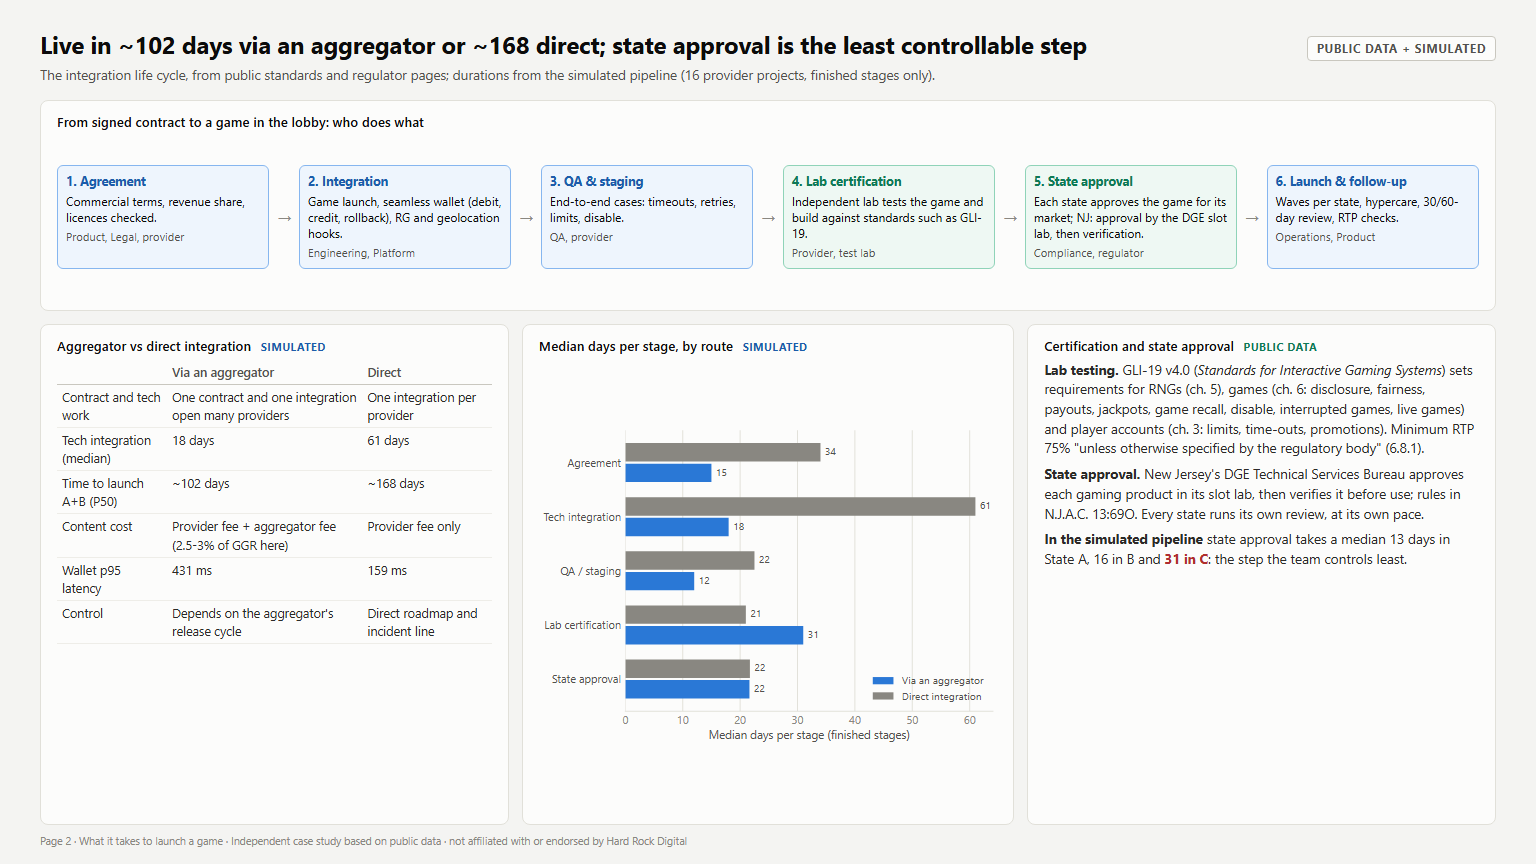 Live in ~102 days via an aggregator or ~168 direct; state approval is the least controllable step
PUBLIC DATA + SIMULATED
The integration life cycle, from public standards and regulator pages; durations from the simulated pipeline (16 provider projects, finished stages only).
From signed contract to a game in the lobby: who does what
1. Agreement
Commercial terms, revenue share,
licences checked.
Product, Legal, provider
→
2. Integration
Game launch, seamless wallet (debit,
credit, rollback), RG and geolocation
hooks.
Engineering, Platform
→
3. QA & staging
End-to-end cases: timeouts, retries,
limits, disable.
QA, provider
→
4. Lab certification
Independent lab tests the game and
build against standards such as GLI-
19.
Provider, test lab
→
5. State approval
Each state approves the game for its
market; NJ: approval by the DGE slot
lab, then verification.
Compliance, regulator
→
6. Launch & follow-up
Waves per state, hypercare, 30/60-
day review, RTP checks.
Operations, Product
Aggregator vs direct integration SIMULATED
Via an aggregator Direct
Contract and tech One contract and one integration One integration per
work open many providers provider
Tech integration 18 days 61 days
(median)
Time to launch ~102 days ~168 days
A+B (P50)
Content cost Provider fee + aggregator fee Provider fee only
(2.5-3% of GGR here)
Wallet p95 431 ms 159 ms
latency
Control Depends on the aggregator's Direct roadmap and
release cycle incident line
Median days per stage, by route SIMULATED
Agreement 34
15
Tech integration 61
18
QA / staging 22
12
Lab certification 21
31
State approval 22
22
Via an aggregator
Direct integration
0 10 20 30 40 50 60
Median days per stage (finished stages)
Certification and state approval PUBLIC DATA
Lab testing. GLI-19 v4.0 (Standards for Interactive Gaming Systems) sets
requirements for RNGs (ch. 5), games (ch. 6: disclosure, fairness,
payouts, jackpots, game recall, disable, interrupted games, live games)
and player accounts (ch. 3: limits, time-outs, promotions). Minimum RTP
75% "unless otherwise specified by the regulatory body" (6.8.1).
State approval. New Jersey's DGE Technical Services Bureau approves
each gaming product in its slot lab, then verifies it before use; rules in
N.J.A.C. 13:69O. Every state runs its own review, at its own pace.
In the simulated pipeline state approval takes a median 13 days in
State A, 16 in B and 31 in C: the step the team controls least.
Page 2 · What it takes to launch a game · Independent case study based on public data · not affiliated with or endorsed by Hard Rock Digital